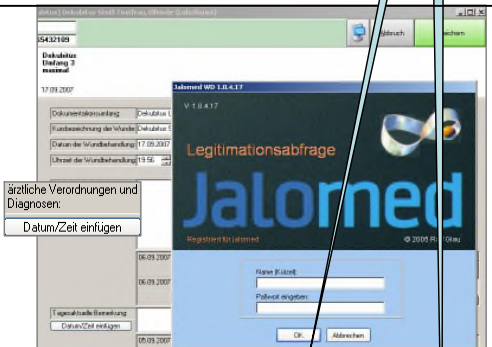 65432109
Abbruch
Dekubitus
Umfang 3
maximal
17.09.2007
Jalomed WD 1.0.4.17
V 1.0.4.17
Legitimationsabfrage
Jalomed
Registriert für jalomed
© 2005
Dokumentationsumfang
Dekubitus
Kurzbezeichnung der Wunde
Dekubitus
Datum der Wundbehandlung
17.09.2007
Uhrzeit der Wundbehandlung
19:56
ärztliche Verordnungen und
Diagnosen:
Datum/Zeit einfügen
06.09.2007
06.09.2007
Name (Kürzel):
Paßwort eingeben:
Tagesaktuelle Bemerkung
Datum/Zeit einfügen
OK
Abbrechen
05.09.2007